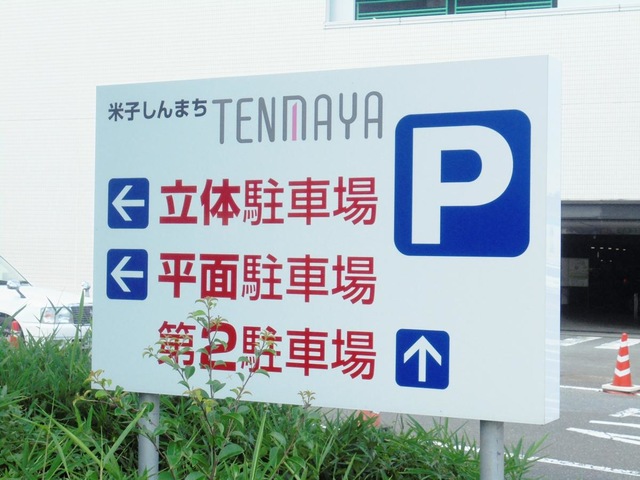 米子しんまち TENMAYA
P
← 立体駐車場
← 平面駐車場
第2駐車場 ↑